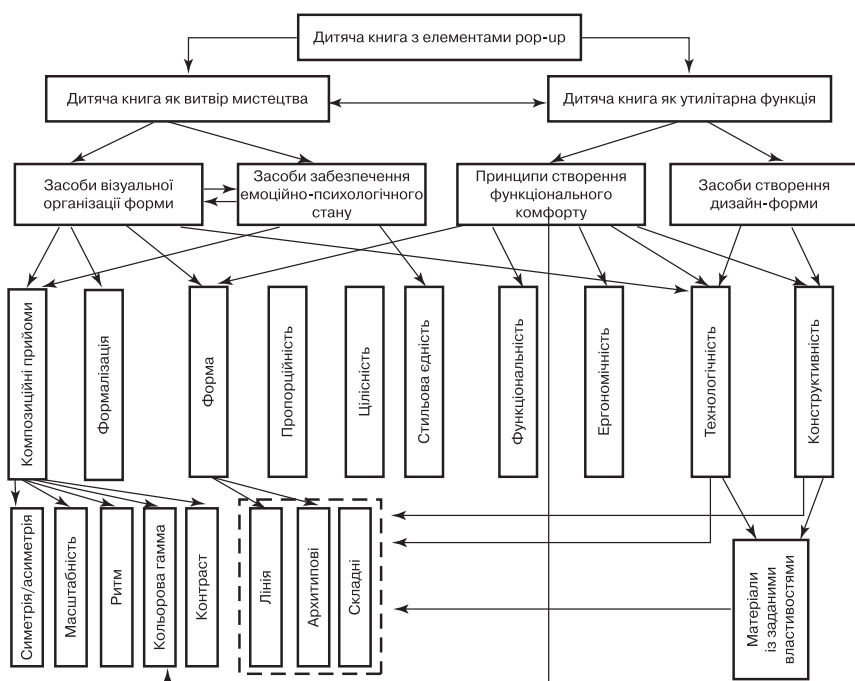 Дитяча книга з елементами pop-up
Дитяча книга як витвір мистецтва
Дитяча книга як утилітарна функція
Засоби візуальної
організації форми
Засоби забезпечення
емоційно-психологічного
стану
Принципи створення
функціонального
комфорту
Засоби створення
дизайн-форми
Композиційні прийоми
Формалізація
Форма
Пропорційність
Цілісність
Стильова єдність
Функціональність
Ергономічність
Технологічність
Конструктивність
Симетрія/асиметрія
Масштабність
Ритм
Кольорова гамма
Контраст
Лінія
Архитипові
Складні
Матеріали
із заданими
властивостями